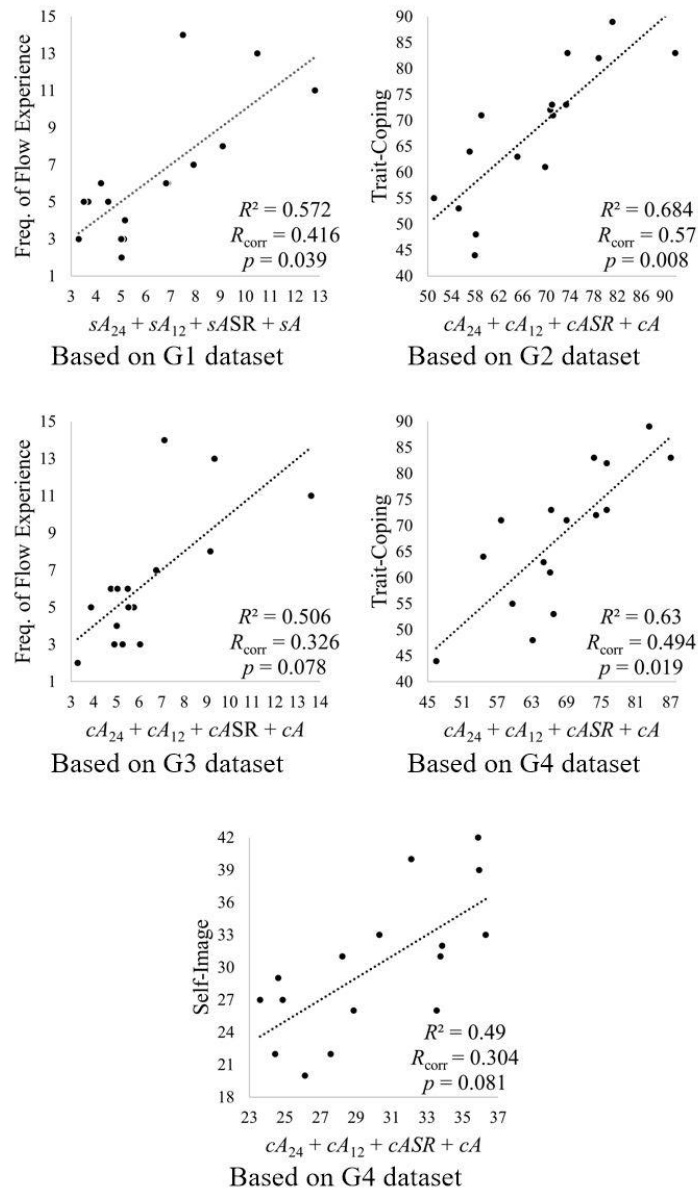 Freq. of Flow Experience
15
13
11
9
7
5
3
1
R² = 0.572
Rcorr = 0.416
p = 0.039
3 4 5 6 7 8 9 10 11 12 13
sA24 + sA12 + sASR + sA
Based on G1 dataset
Trait-Coping
90
85
80
75
70
65
60
55
50
45
40
R² = 0.684
Rcorr = 0.57
p = 0.008
50 54 58 62 66 70 74 78 82 86 90
cA24 + cA12 + cASR + cA
Based on G2 dataset
Freq. of Flow Experience
15
13
11
9
7
5
3
1
R² = 0.506
Rcorr = 0.326
p = 0.078
3 4 5 6 7 8 9 10 11 12 13 14
cA24 + cA12 + cASR + cA
Based on G3 dataset
Trait-Coping
90
85
80
75
70
65
60
55
50
45
40
R² = 0.63
Rcorr = 0.494
p = 0.019
45 51 57 63 69 75 81 87
cA24 + cA12 + cASR + cA
Based on G4 dataset
Self-Image
42
39
36
33
30
27
24
21
18
R² = 0.49
Rcorr = 0.304
p = 0.081
23 25 27 29 31 33 35 37
cA24 + cA12 + cASR + cA
Based on G4 dataset